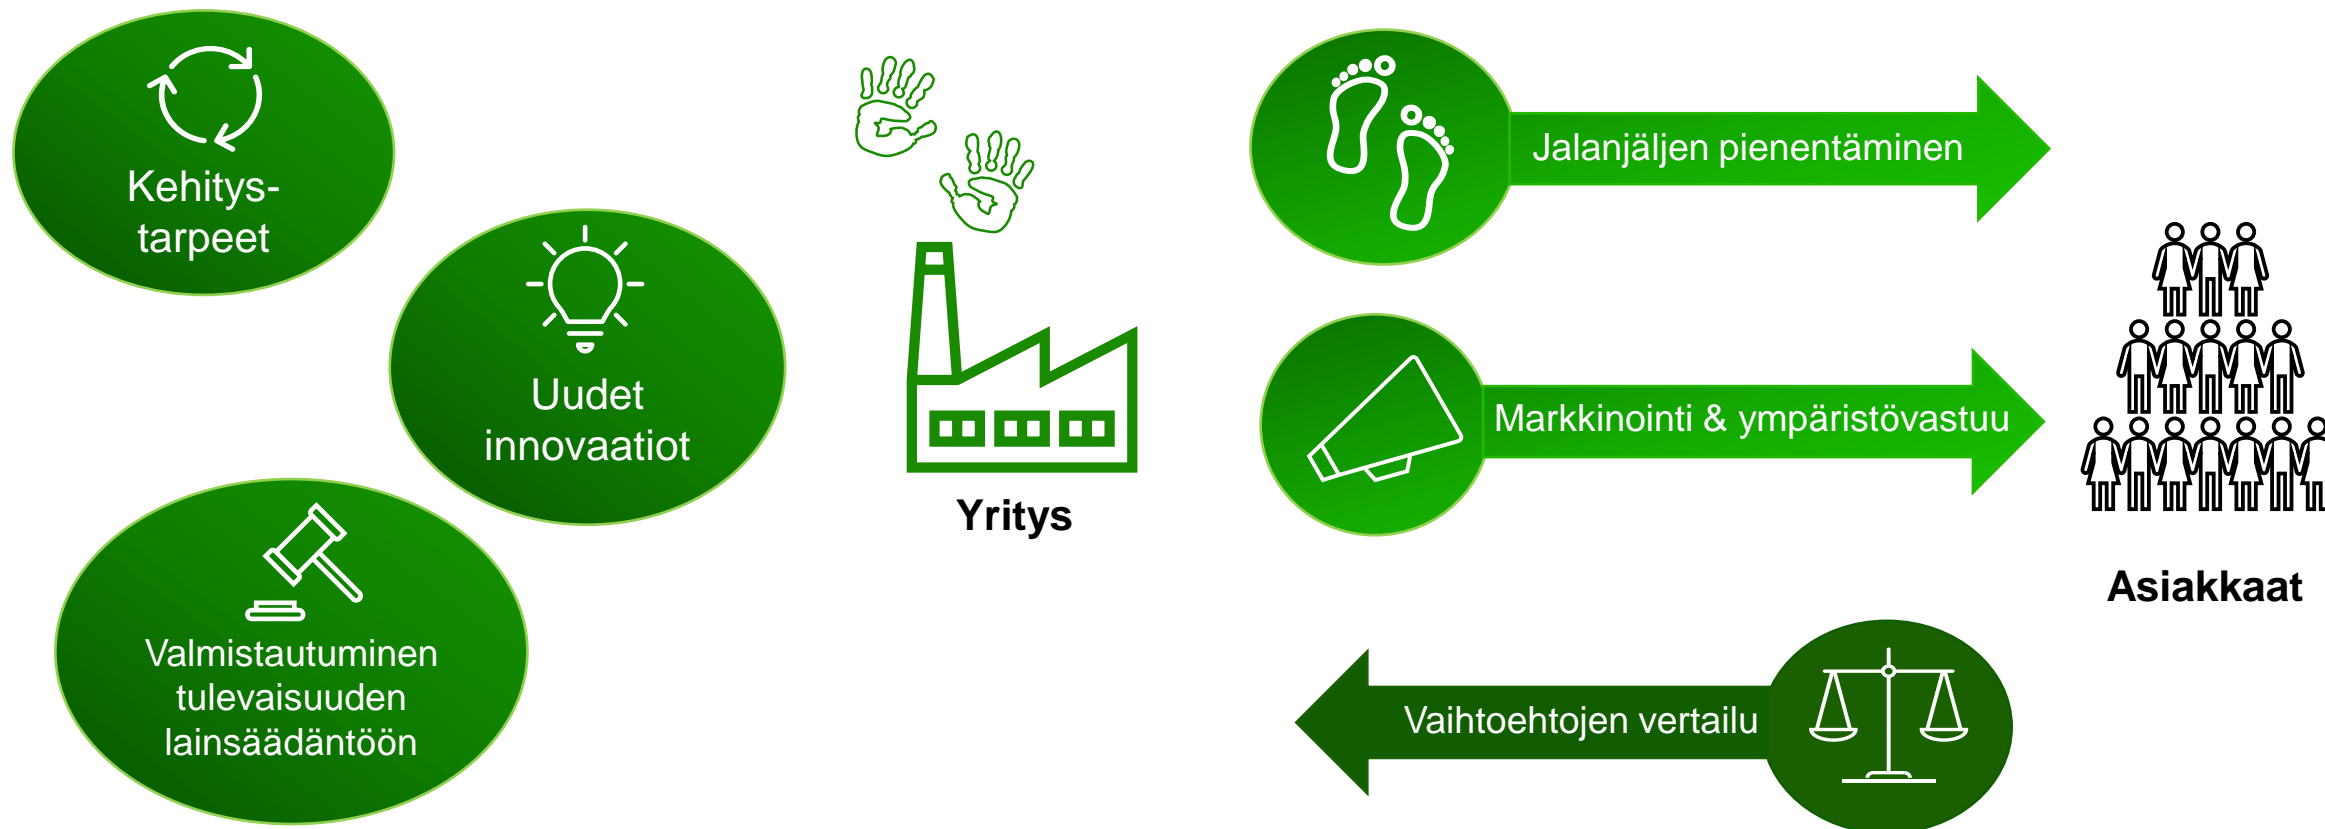 Kehitys-
tarpeet
Uudet
innovaatiot
Valmistautuminen
tulevaisuuden
lainsäädäntöön
Yritys
Jalanjäljen pienentäminen
Markkinointi & ympäristövastuu
Vaihtoehtojen vertailu
Asiakkaat